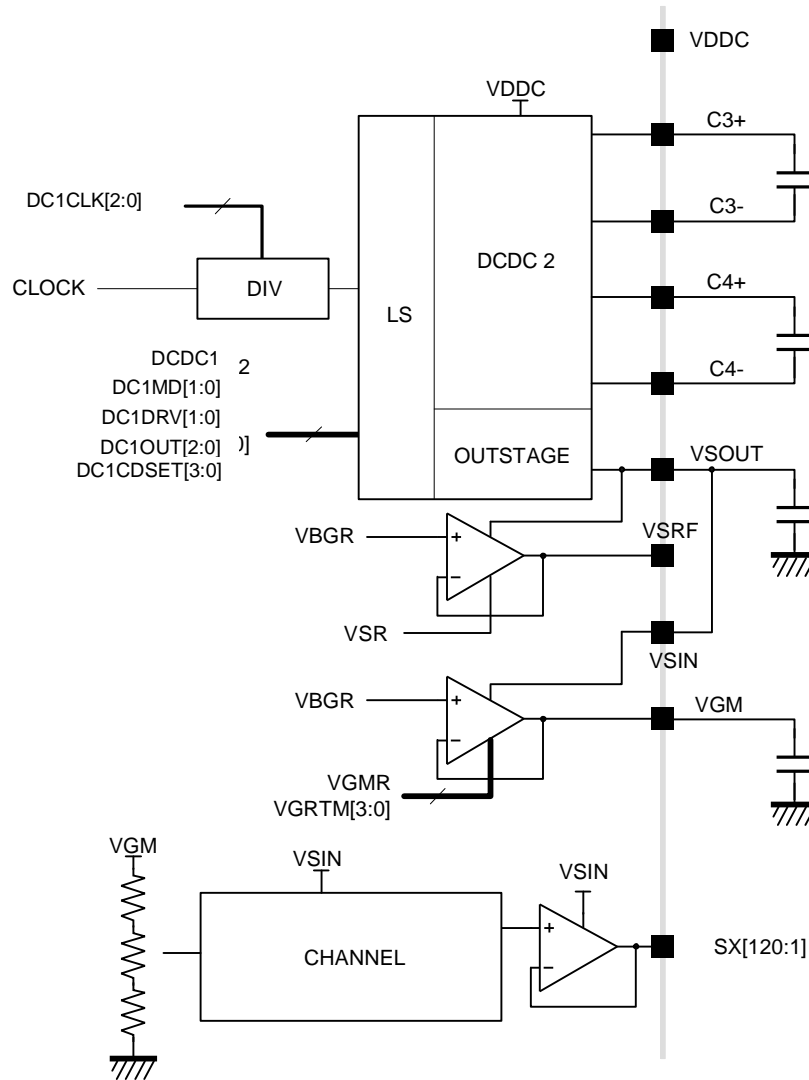 VDDC
VDDC
C3+
DC1CLK[2:0]
C3-
DCDC 2
CLOCK
DIV
C4+
LS
DCDC1
2
DC1MD[1:0]
C4-
DC1DRV[1:0]
DC1OUT[2:0]
)]
DC1CDSET[3:0]
OUTSTAGE
VSOUT
VBGR
+
−
VSRF
VSR
VSIN
VBGR
+
−
VGM
VGMR
VGRTM[3:0]
VGM
VSIN
VSIN
CHANNEL
+
−
SX[120:1]